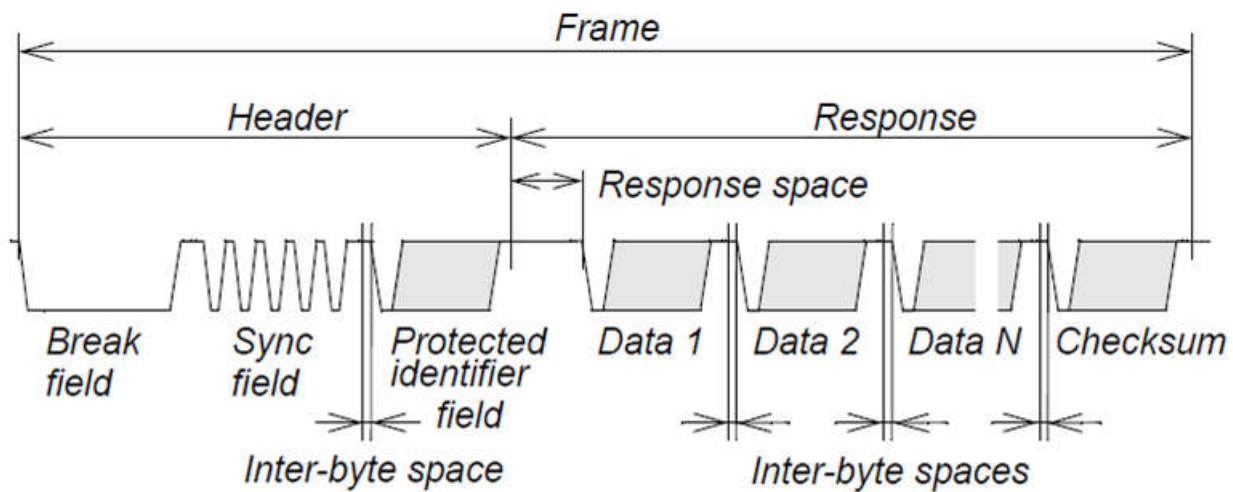 Frame
Header
Response
Response space
Break
field
Sync
field
Protected
identifier
field
Data 1
Data 2
Data N
Checksum
Inter-byte space
Inter-byte spaces